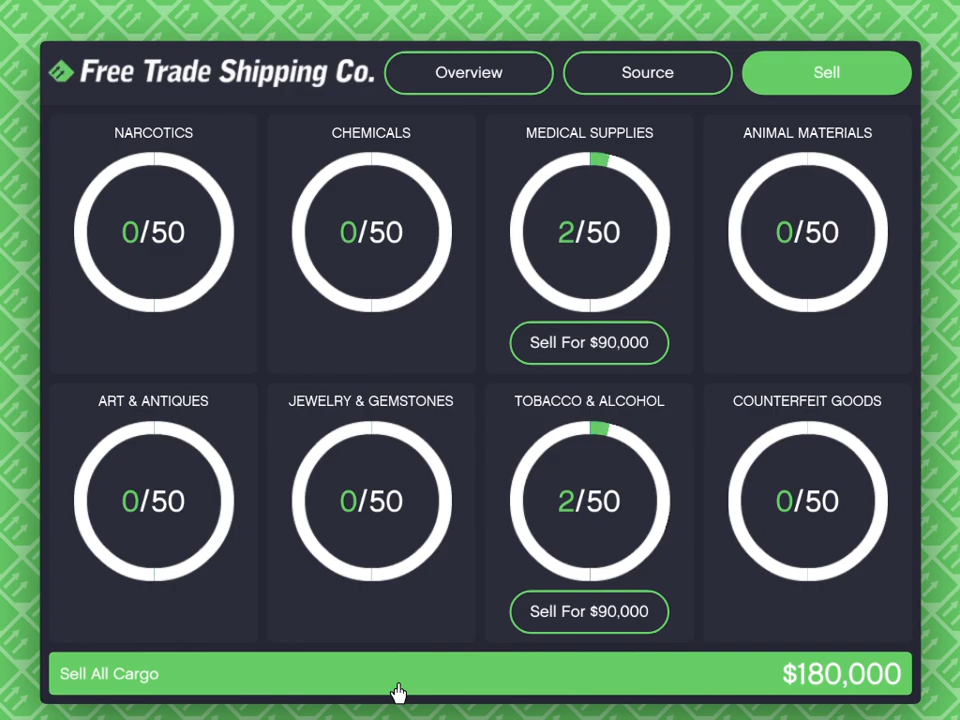 Free Trade Shipping Co.
Overview
Source
Sell
NARCOTICS
CHEMICALS
MEDICAL SUPPLIES
ANIMAL MATERIALS
0/50
0/50
2/50
0/50
Sell For $90,000
ART & ANTIQUES
JEWELRY & GEMSTONES
TOBACCO & ALCOHOL
COUNTERFEIT GOODS
0/50
0/50
2/50
0/50
Sell For $90,000
Sell All Cargo
$180,000